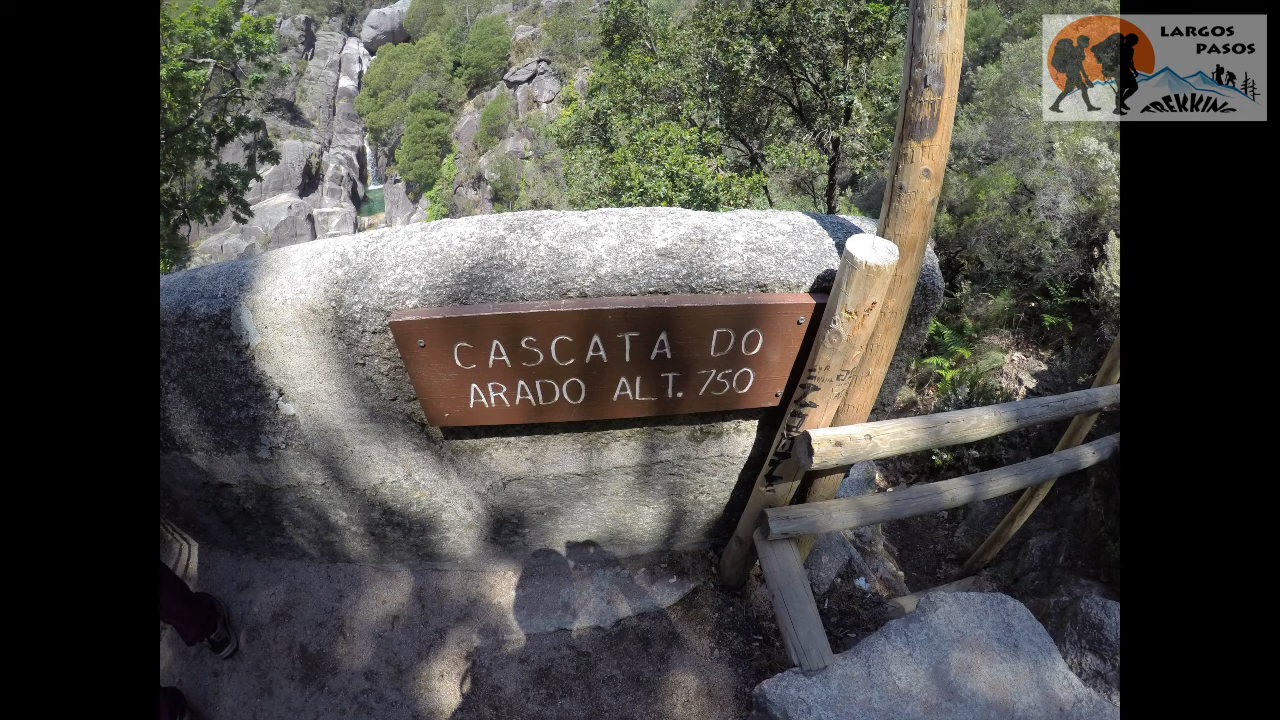 LARGOS
PASOS
TREKKING
CASCATA DO
ARADO ALT. 750